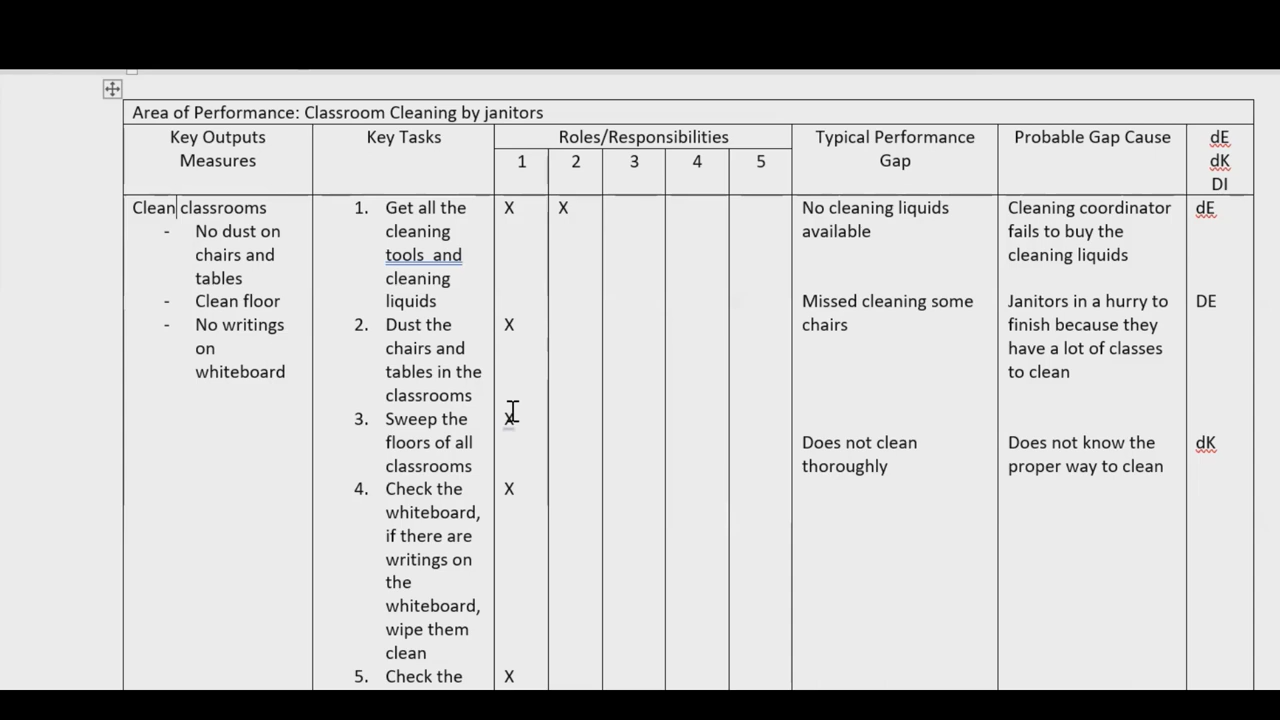 Area of Performance: Classroom Cleaning by janitors
Key Outputs
Measures
Key Tasks
Roles/Responsibilities
1
2
3
4
5
Typical Performance
Gap
Probable Gap Cause
dE
dK
DI
Clean classrooms
- No dust on
chairs and
tables
- Clean floor
- No writings
on
whiteboard
1. Get all the
cleaning
tools and
cleaning
liquids
2. Dust the
chairs and
tables in the
classrooms
3. Sweep the
floors of all
classrooms
4. Check the
whiteboard,
if there are
writings on
the
whiteboard,
wipe them
clean
5. Check the
X
X
X
X
X
X
No cleaning liquids
available
Missed cleaning some
chairs
Does not clean
thoroughly
Cleaning coordinator
fails to buy the
cleaning liquids
Janitors in a hurry to
finish because they
have a lot of classes
to clean
Does not know the
proper way to clean
dE
DE
dK